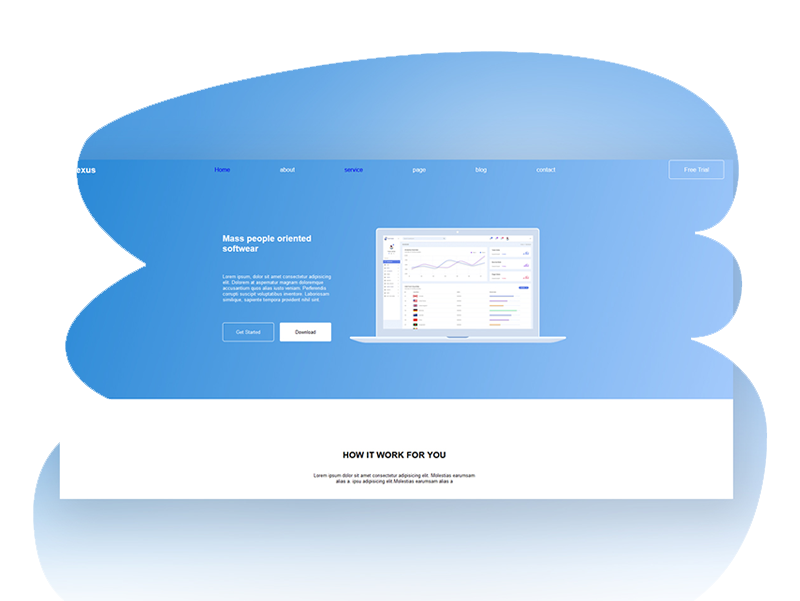 exus
Home
about
service
page
blog
contact
Free Trial
Mass people oriented
softwear
Lorem ipsum, dolor sit amet consectetur adipisicing
elit. Dolorem at aspernatur magnam doloremque
accusantium quos alias iusto veniam. Perferendis
corrupti suscipit voluptatibus inventore. Laboriosam
similique, sapiente tempora provident nihil sint.
Get Started
Download
HOW IT WORK FOR YOU
Lorem ipsum dolor sit amet consectetur adipisicing elit. Molestias earumsam
alias a ipsu adipisicing elit.Molestias earumsam alias a